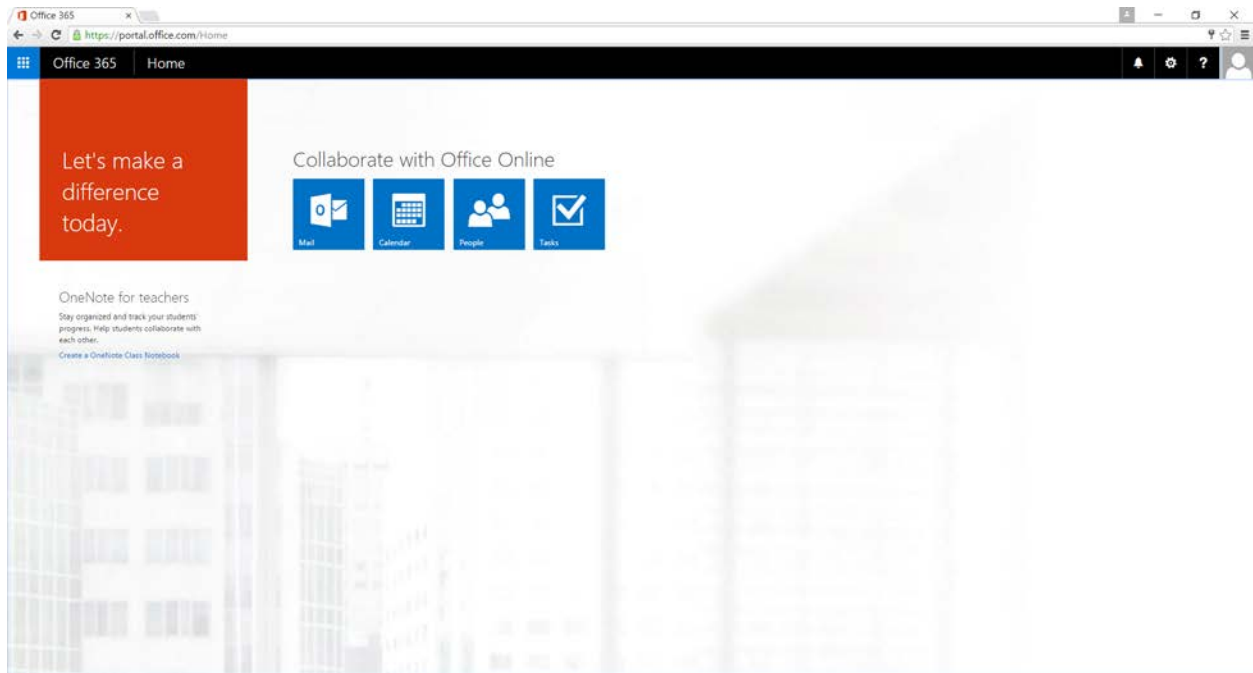 Office 365
https://portal.office.com/Home
Office 365 Home
Let's make a
difference
today.
Collaborate with Office Online
Mail Calendar People Tasks
OneNote for teachers
Stay organized and track your students'
progress. Help students collaborate with
each other.
Create a OneNote Class Notebook